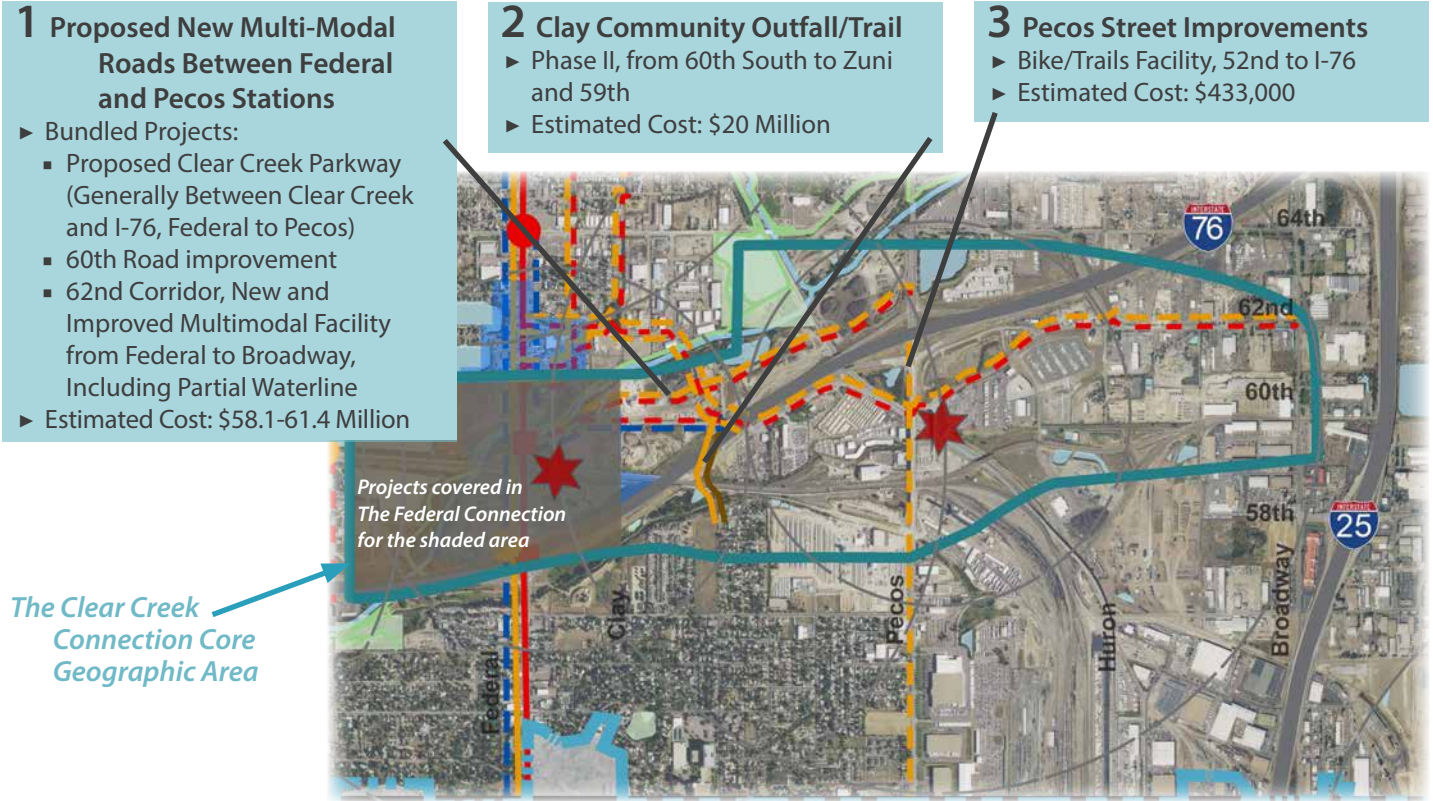 1 Proposed New Multi-Modal
Roads Between Federal
and Pecos Stations
► Bundled Projects:
▪ Proposed Clear Creek Parkway
(Generally Between Clear Creek
and I-76, Federal to Pecos)
▪ 60th Road improvement
▪ 62nd Corridor, New and
Improved Multimodal Facility
from Federal to Broadway,
Including Partial Waterline
► Estimated Cost: $58.1-61.4 Million
2 Clay Community Outfall/Trail
► Phase II, from 60th South to Zuni
and 59th
► Estimated Cost: $20 Million
3 Pecos Street Improvements
► Bike/Trails Facility, 52nd to I-76
► Estimated Cost: $433,000
INTERSTATE
76
64th
62nd
60th
58th
INTERSTATE
25
Projects covered in
The Federal Connection
for the shaded area
The Clear Creek
Connection Core
Geographic Area
Federal
Clay
Pecos
Huron
Broadway